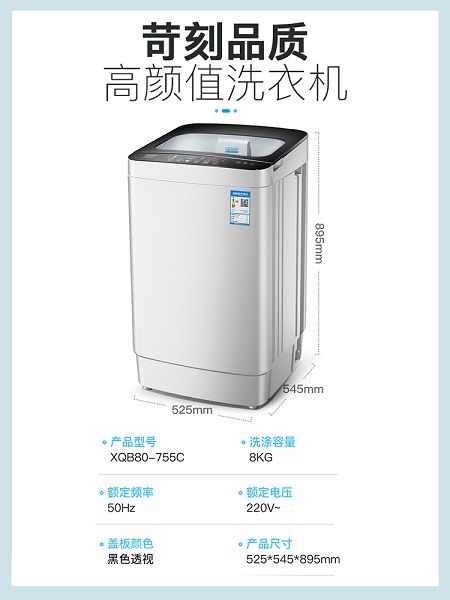 苛刻品质
高颜值洗衣机
895mm
545mm
525mm
产品型号
XQB80-755C
洗涤容量
8KG
额定频率
50Hz
额定电压
220V~
盖板颜色
黑色透视
产品尺寸
525*545*895mm